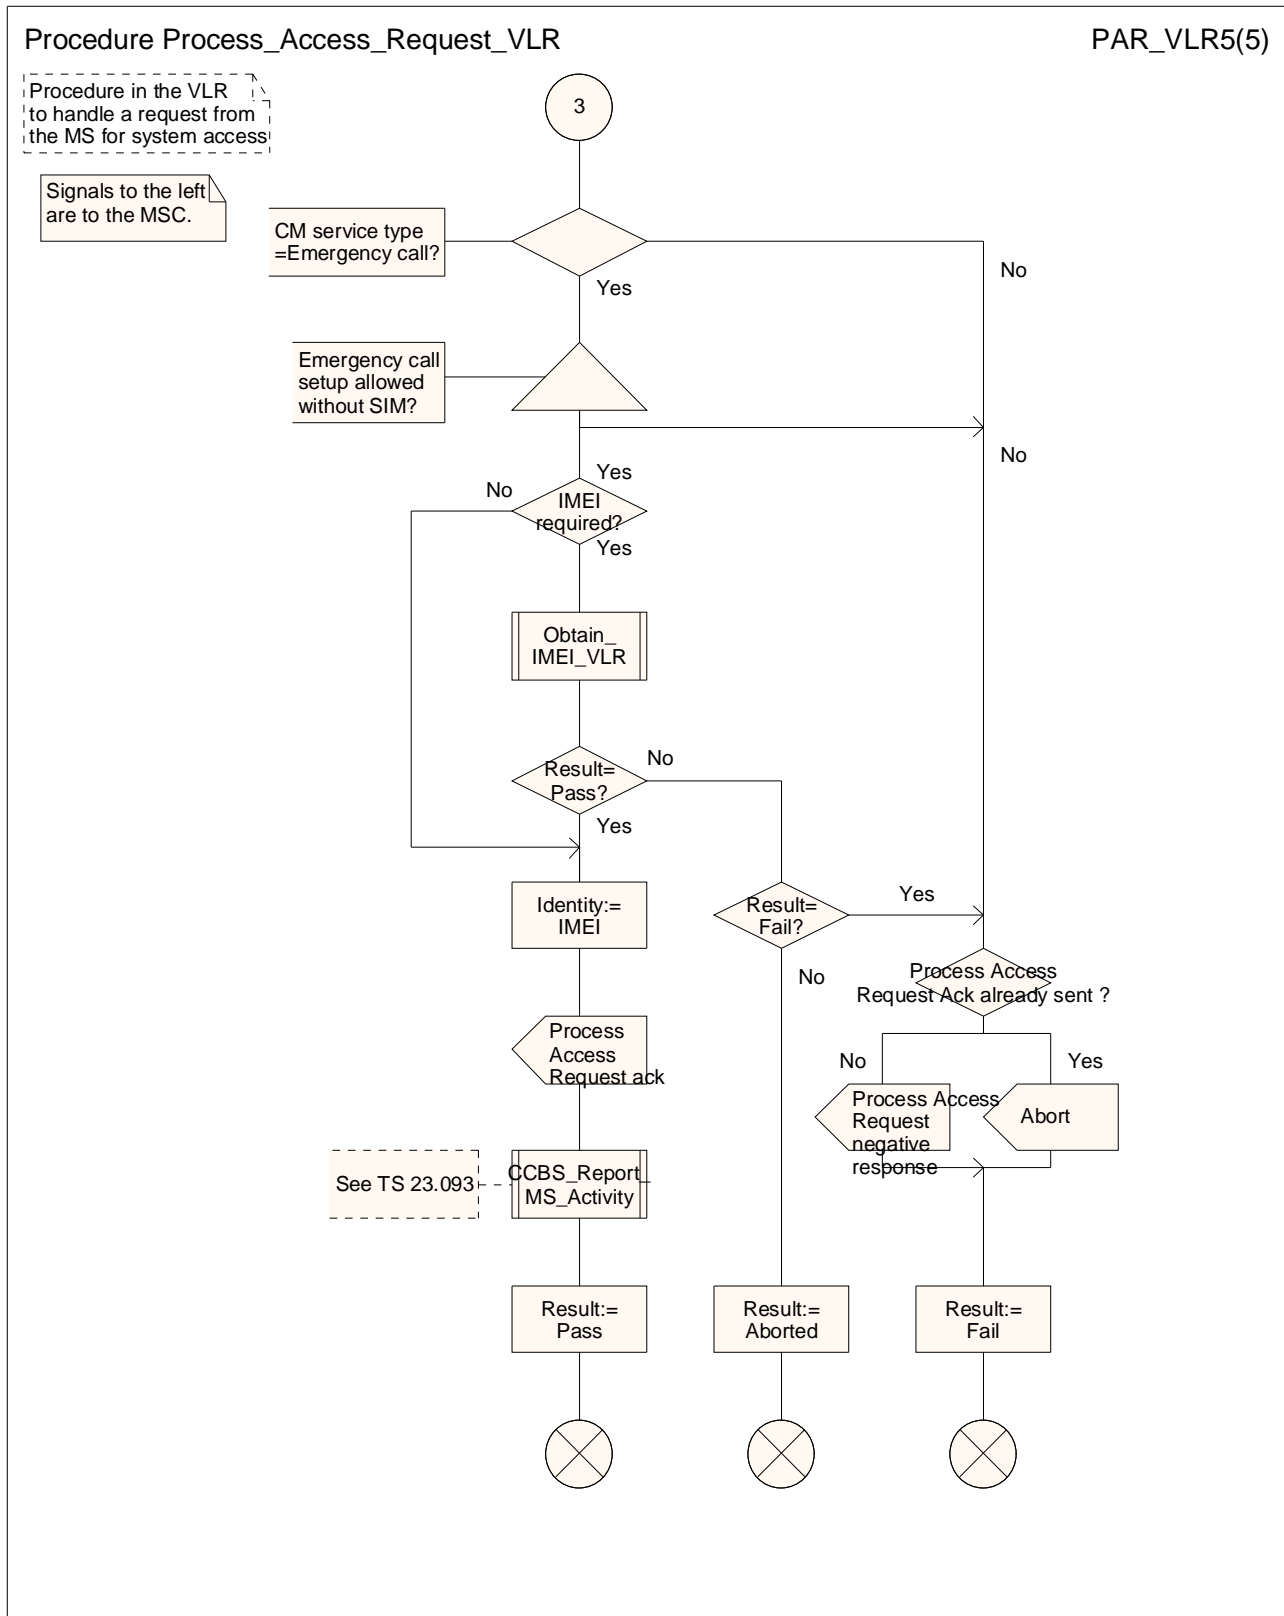 Procedure Process_Access_Request_VLR
PAR_VLR5(5)
Procedure in the VLR
to handle a request from
the MS for system access
3
Signals to the left
are to the MSC.
CM service type
=Emergency call?
No
Yes
Emergency call
setup allowed
without SIM?
No
Yes
No
IMEI
required?
Yes
Obtain_
IMEI_VLR
No
Result=
Pass?
Yes
Identity:=
IMEI
Result=
Fail?
Yes
No
Process Access
Request Ack already sent ?
Process
Access
Request ack
No
Yes
Process Access
Request
negative
response
Abort
See TS 23.093
CCBS_Report_
MS_Activity
Result:=
Pass
Result:=
Aborted
Result:=
Fail